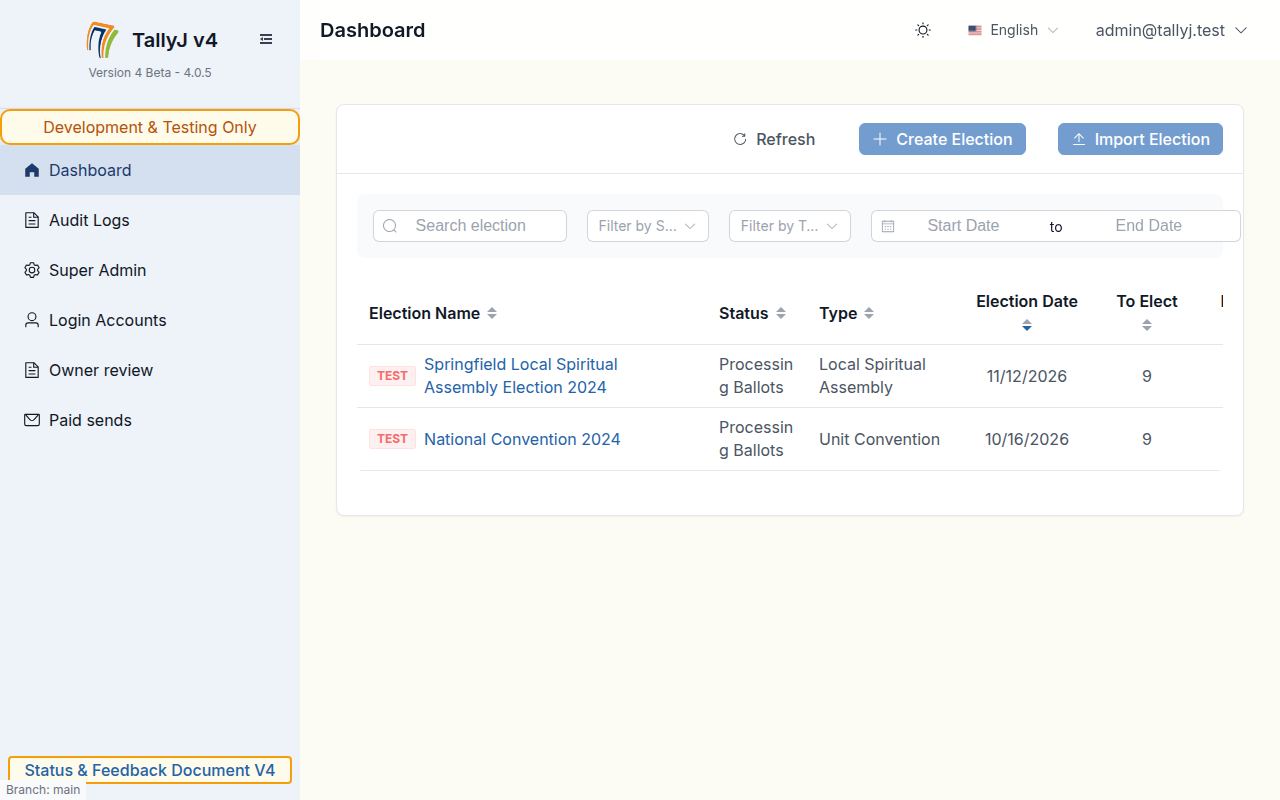 TallyJ v4
Version 4 Beta - 4.0.5
Development & Testing Only
Dashboard
Audit Logs
Super Admin
Login Accounts
Owner review
Paid sends
Status & Feedback Document V4
Branch: main
Dashboard
English
admin@tallyj.test
Refresh
Create Election
Import Election
Search election
Filter by S...
Filter by T...
Start Date to End Date
Election Name Status Type Election Date To Elect
TEST Springfield Local Spiritual Assembly Election 2024
Processing Ballots
Local Spiritual Assembly
11/12/2026
9
TEST National Convention 2024
Processing Ballots
Unit Convention
10/16/2026
9